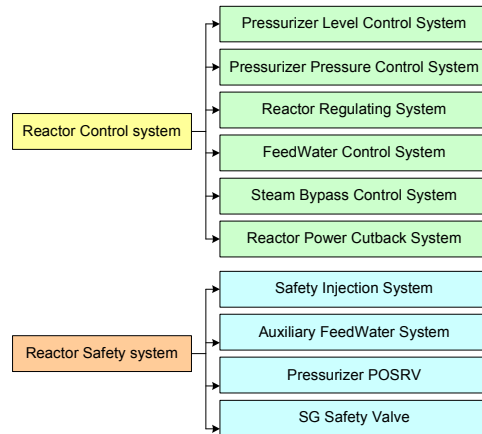 Pressurizer Level Control System
Pressurizer Pressure Control System
Reactor Regulating System
Reactor Control system
FeedWater Control System
Steam Bypass Control System
Reactor Power Cutback System
Safety Injection System
Auxiliary FeedWater System
Reactor Safety system
Pressurizer POSRV
SG Safety Valve